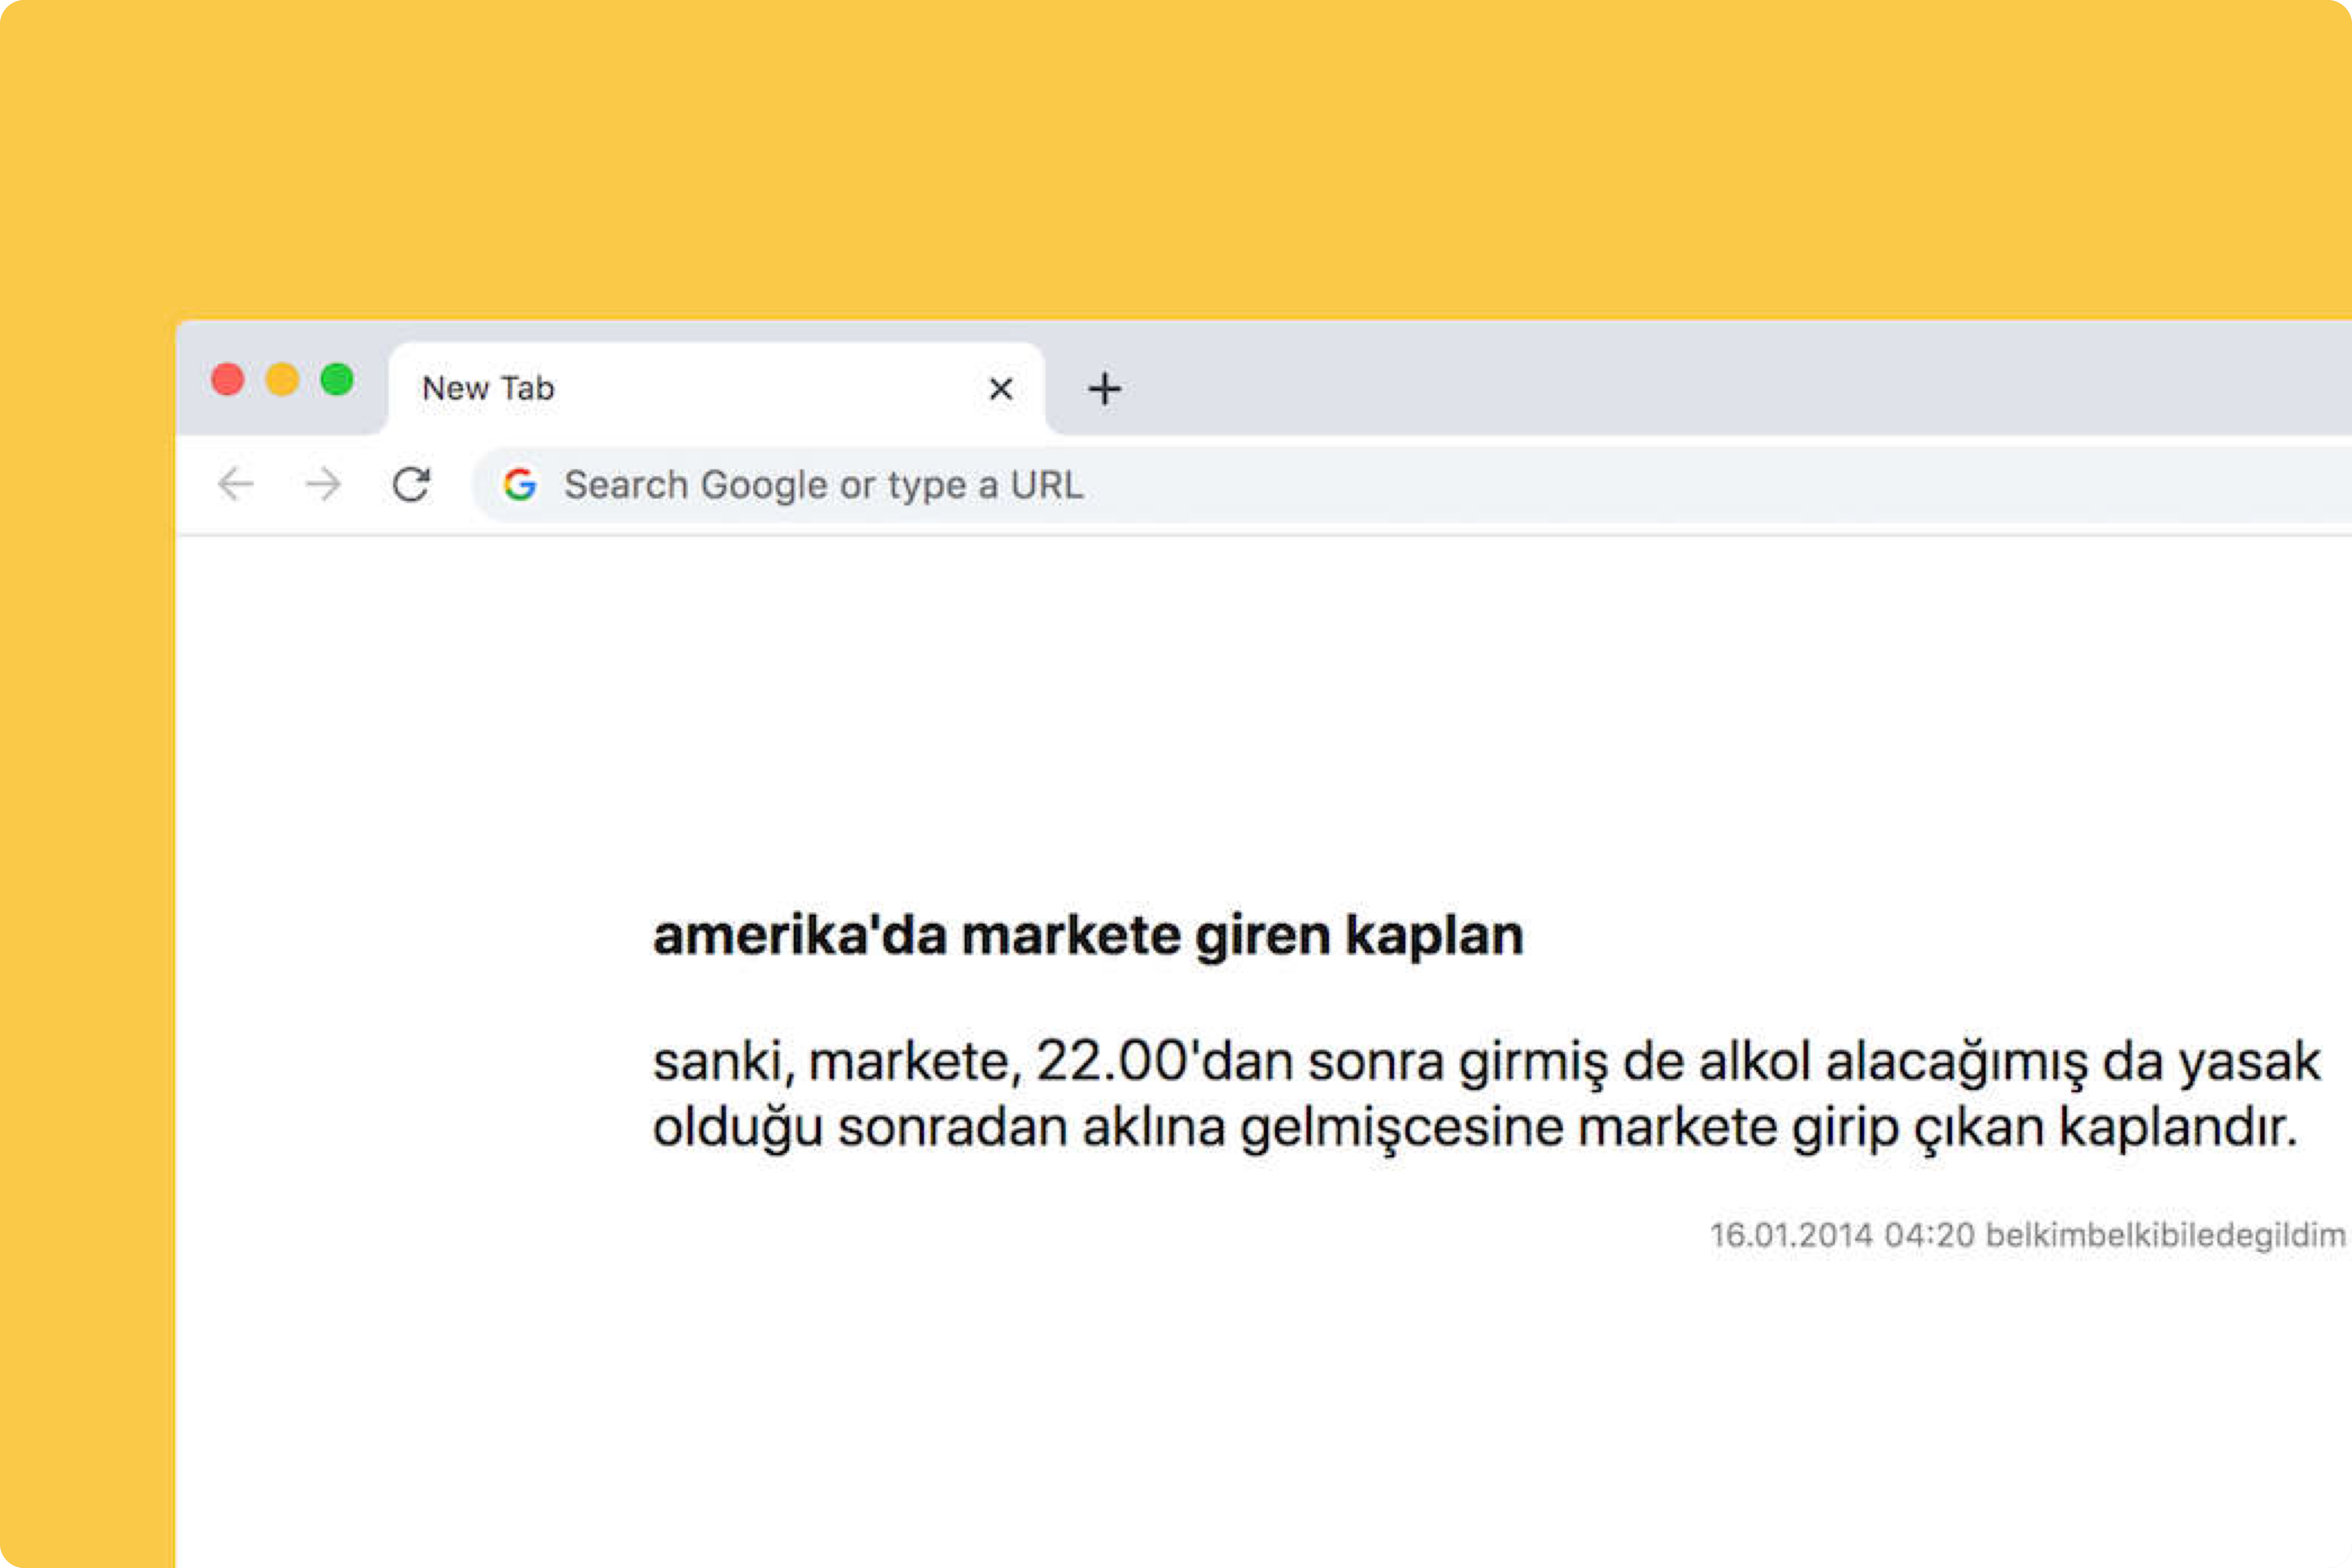 New Tab
Search Google or type a URL
amerika'da markete giren kaplan
sanki, markete, 22.00'dan sonra girmiş de alkol alacağımış da yasak
olduğu sonradan aklına gelmişcesine markete girip çıkan kaplandır.
16.01.2014 04:20 belkimbelkibiledegildim